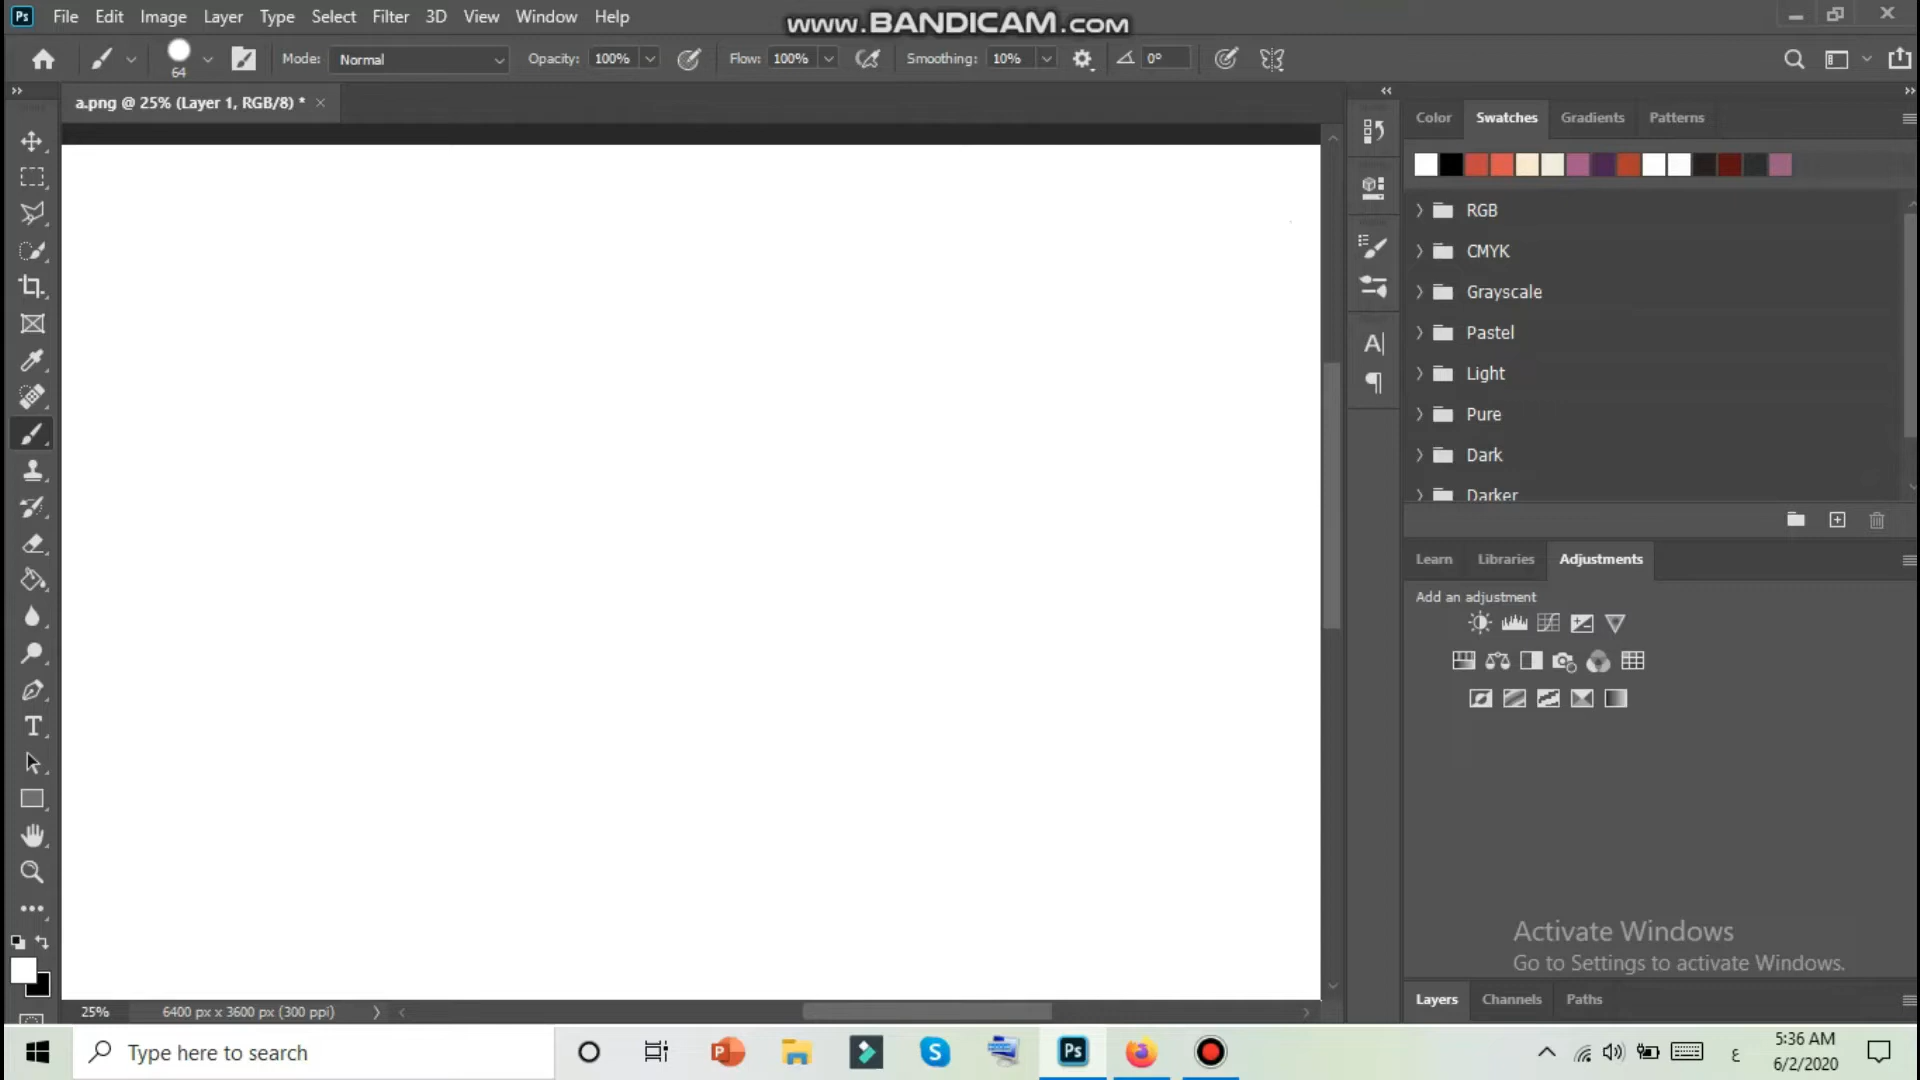 Ps File Edit Image Layer Type Select Filter 3D View Window Help
www.BANDICAM.com
64 Mode: Normal Opacity: 100% Flow: 100% Smoothing: 10% 0°
a.png @ 25% (Layer 1, RGB/8) *
Color Swatches Gradients Patterns
RGB
CMYK
Grayscale
Pastel
Light
Pure
Dark
Darker
Learn Libraries Adjustments
Add an adjustment
Activate Windows
Go to Settings to activate Windows.
Layers Channels Paths
25% 6400 px x 3600 px (300 ppi)
Type here to search
Ps
ع
5:36 AM
6/2/2020